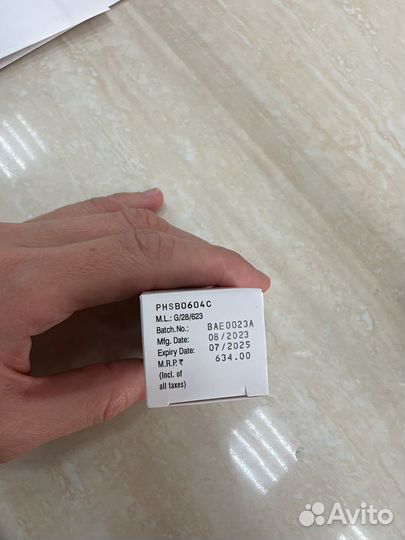 PHSB0604C
M.L.: G/28/623
Batch.No.: BAE0023A
Mfg. Date: 08/2023
Expiry Date: 07/2025
M.R.P. ₹ 634.00
(Incl. of
all taxes)
Avito